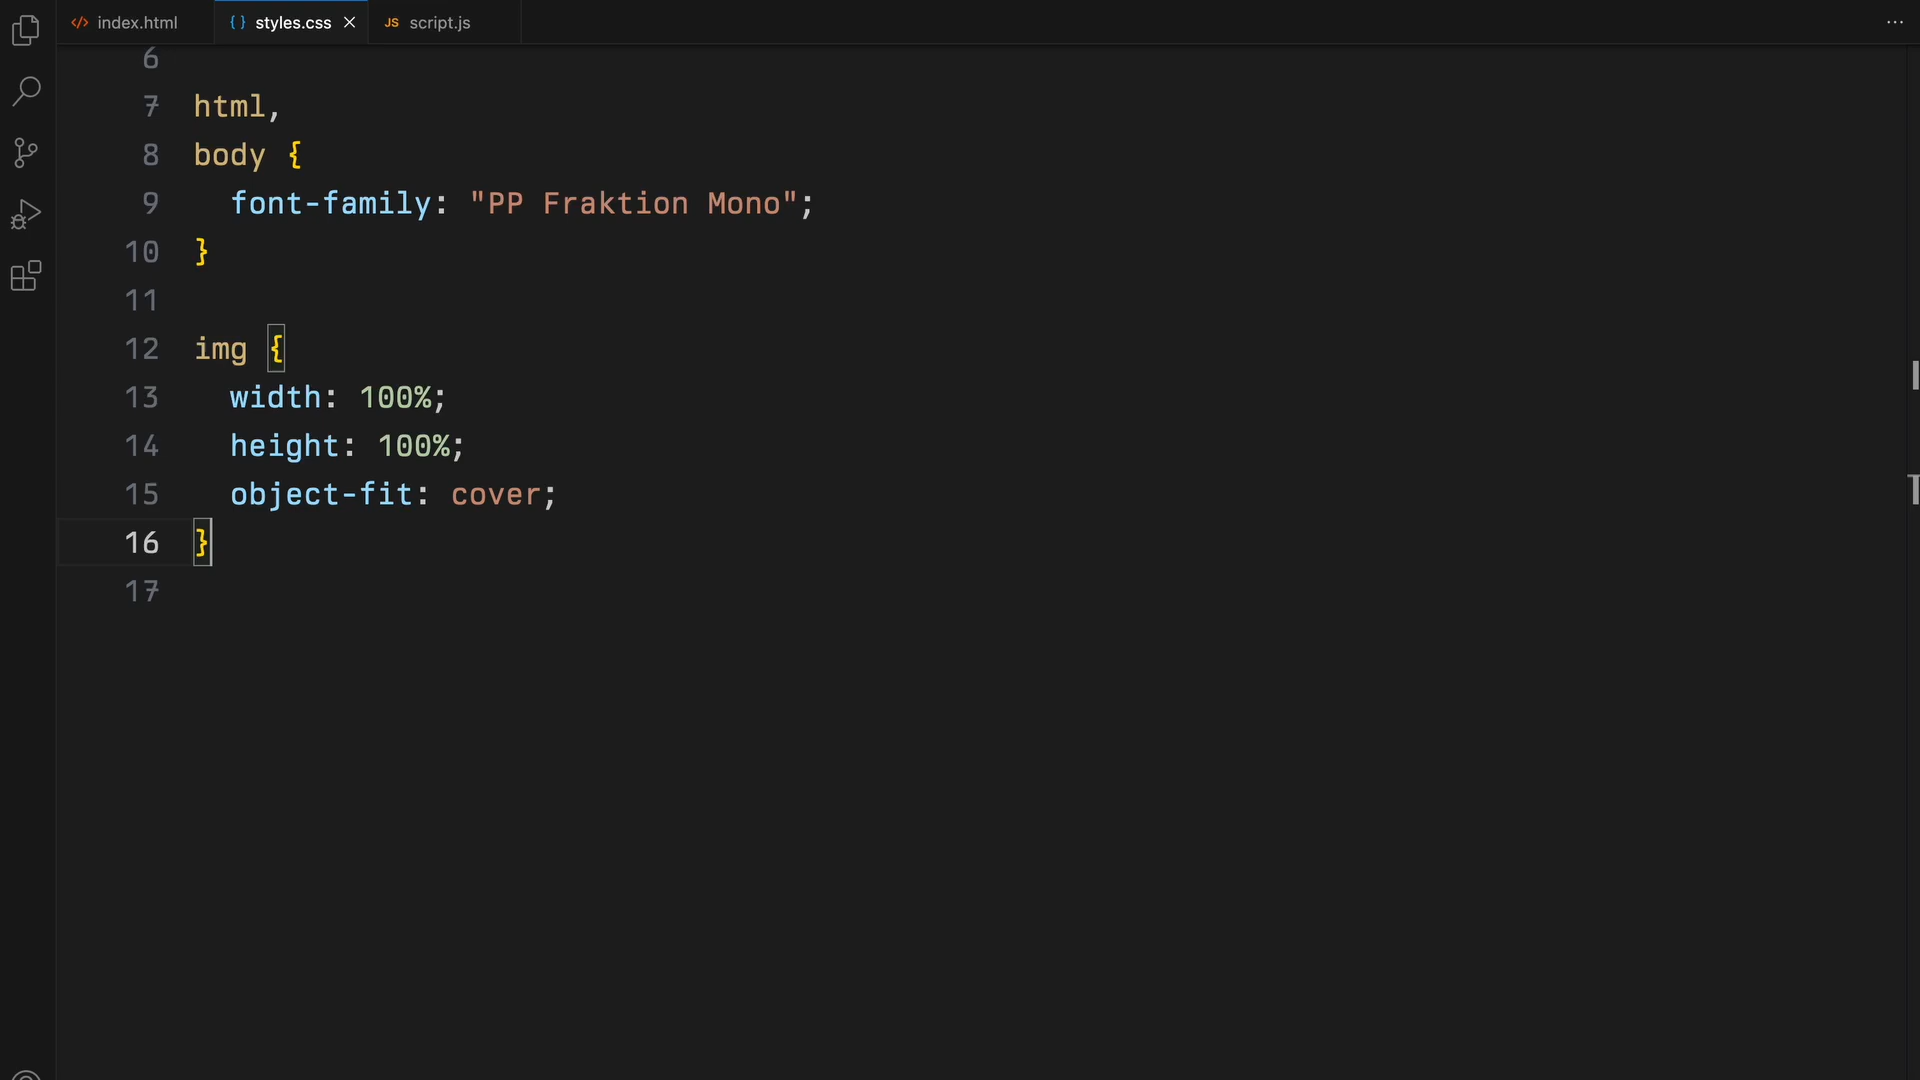 index.html
styles.css
JS script.js
6
7 html,
8 body {
9 font-family: "PP Fraktion Mono";
10 }
11
12 img {
13 width: 100%;
14 height: 100%;
15 object-fit: cover;
16 }
17